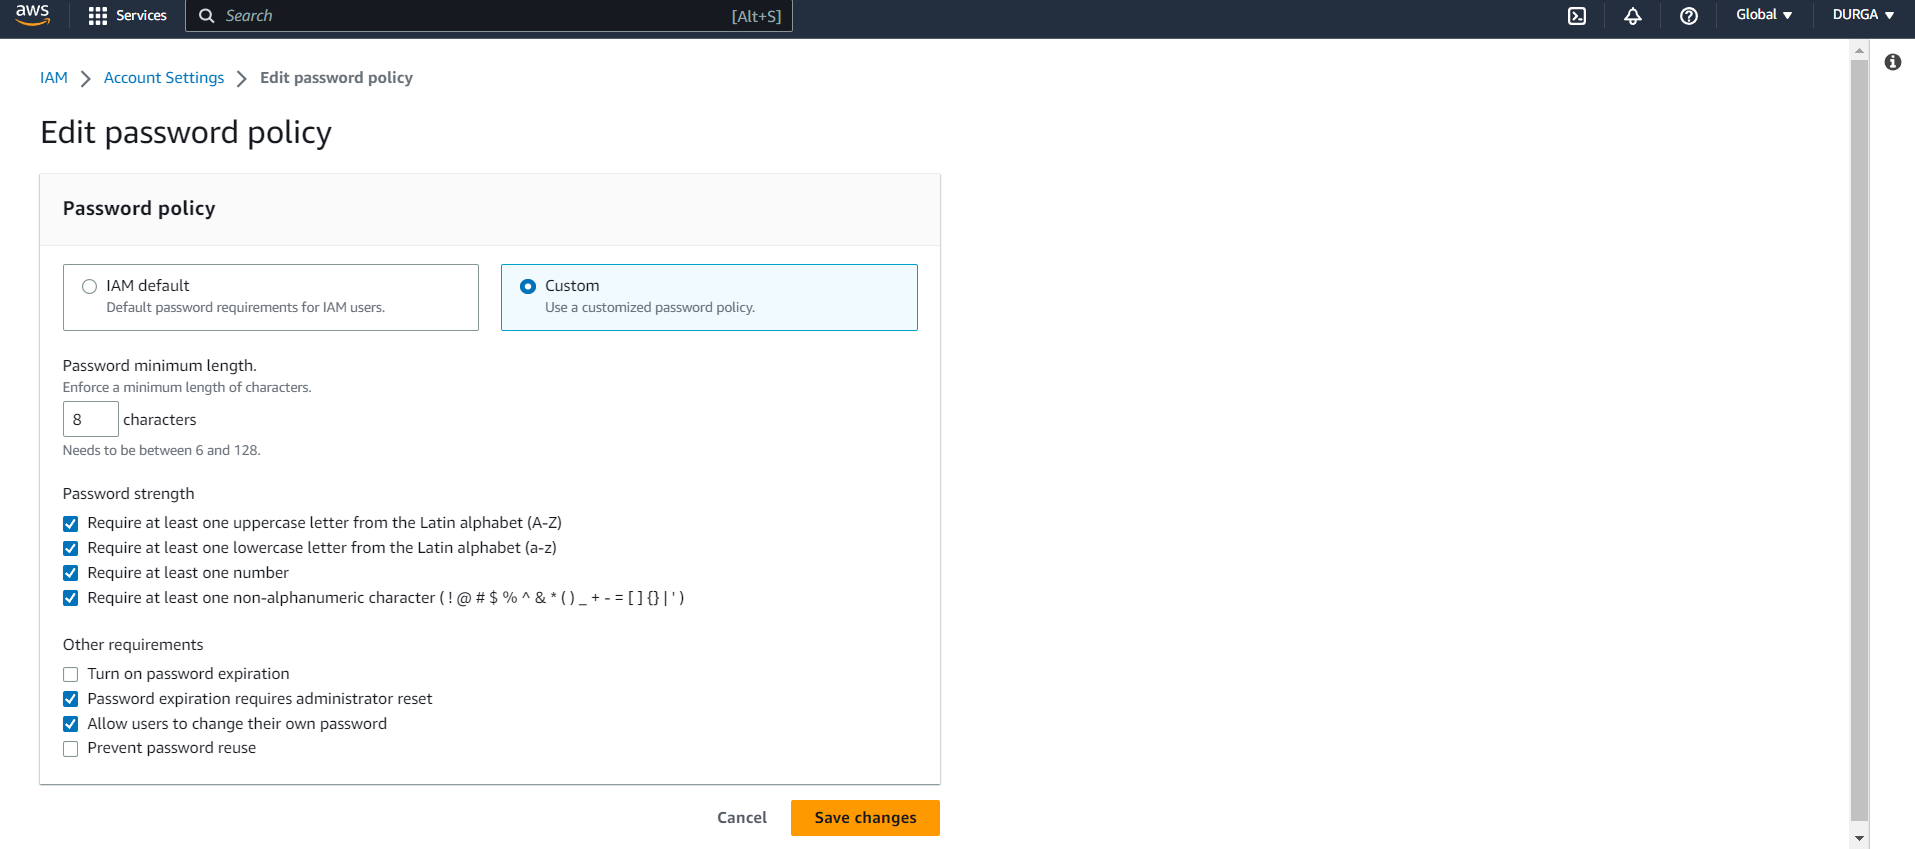 aws Services Search [Alt+S] Global DURGA
IAM Account Settings Edit password policy
Edit password policy
Password policy
IAM default
Default password requirements for IAM users.
Custom
Use a customized password policy.
Password minimum length.
Enforce a minimum length of characters.
8 characters
Needs to be between 6 and 128.
Password strength
Require at least one uppercase letter from the Latin alphabet (A-Z)
Require at least one lowercase letter from the Latin alphabet (a-z)
Require at least one number
Require at least one non-alphanumeric character ( ! @ # $ % ^ & * ( ) _ + - = [ ] {} | ' )
Other requirements
Turn on password expiration
Password expiration requires administrator reset
Allow users to change their own password
Prevent password reuse
Cancel Save changes